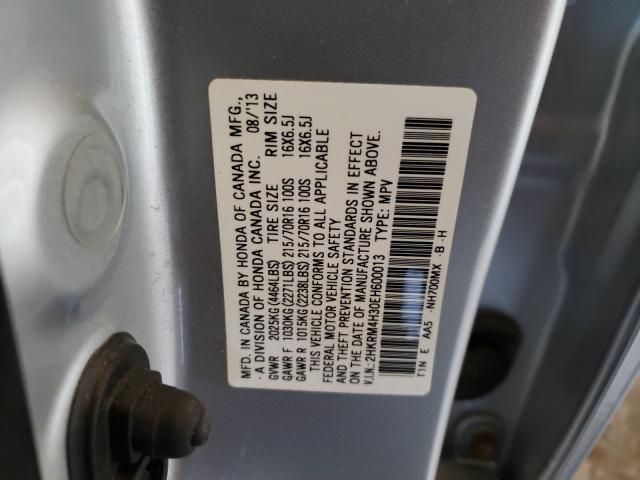 MFD. IN CANADA BY HONDA OF CANADA MFG.,
- A DIVISION OF HONDA CANADA INC. 08/'13
GVWR 2025KG(4464LBS) TIRE SIZE RIM SIZE
GAWR F 1030KG(2271LBS)215/70R16 100S 16X6.5J
GAWR R 1015KG(2238LBS)215/70R16 100S 16X6.5J
THIS VEHICLE CONFORMS TO ALL APPLICABLE
FEDERAL MOTOR VEHICLE SAFETY
AND THEFT PREVENTION STANDARDS IN EFFECT
ON THE DATE OF MANUFACTURE SHOWN ABOVE.
V.I.N: 2HKRM4H30EH600013 TYPE: MPV
T1N E AA5 -NH700MX -B -H